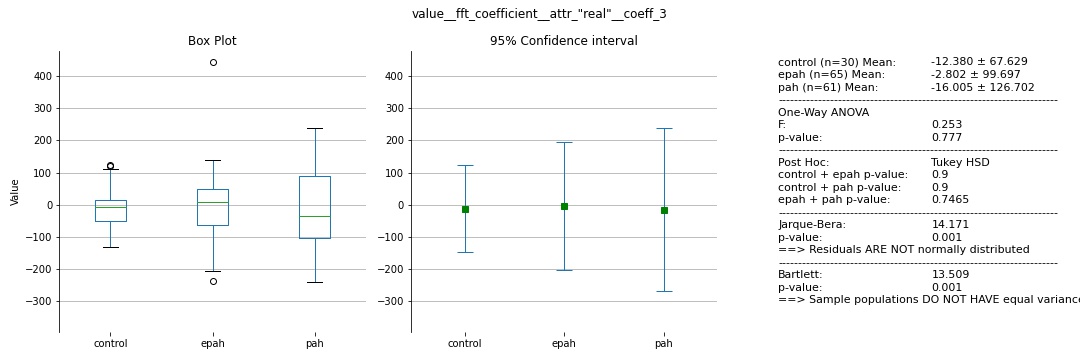 value__fft_coefficient__attr_"real"__coeff_3
Box Plot
Value
400
300
200
100
0
−100
−200
−300
control
epah
pah
95% Confidence interval
400
300
200
100
0
−100
−200
−300
control
epah
pah
control (n=30) Mean: -12.380 ± 67.629
epah (n=65) Mean: -2.802 ± 99.697
pah (n=61) Mean: -16.005 ± 126.702
One-Way ANOVA
F: 0.253
p-value: 0.777
Post Hoc: Tukey HSD
control + epah p-value: 0.9
control + pah p-value: 0.9
epah + pah p-value: 0.7465
Jarque-Bera: 14.171
p-value: 0.001
==> Residuals ARE NOT normally distributed
Bartlett: 13.509
p-value: 0.001
==> Sample populations DO NOT HAVE equal variance